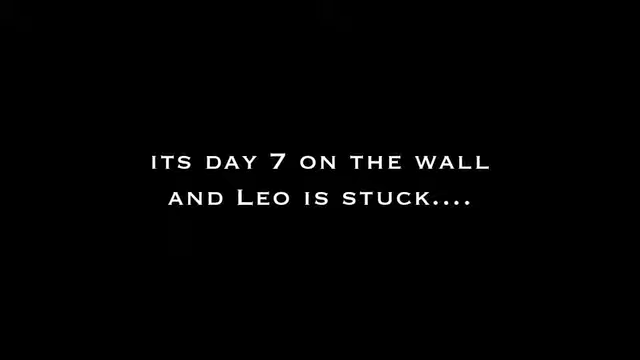 its day 7 on the wall
and Leo is stuck....